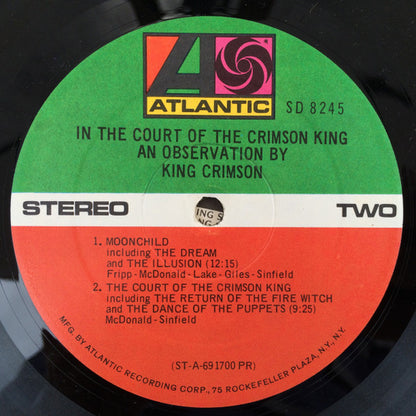 ATLANTIC
SD 8245
IN THE COURT OF THE CRIMSON KING
AN OBSERVATION BY
KING CRIMSON
STEREO
TWO
ING S
NG
1. MOONCHILD
including THE DREAM
and THE ILLUSION (12:15)
Fripp-McDonald-Lake-Giles-Sinfield
2. THE COURT OF THE CRIMSON KING
including THE RETURN OF THE FIRE WITCH
and THE DANCE OF THE PUPPETS (9:25)
McDonald-Sinfield
(ST-A-691700 PR)
MFG. BY ATLANTIC RECORDING CORP., 75 ROCKEFELLER PLAZA, N.Y., N.Y.